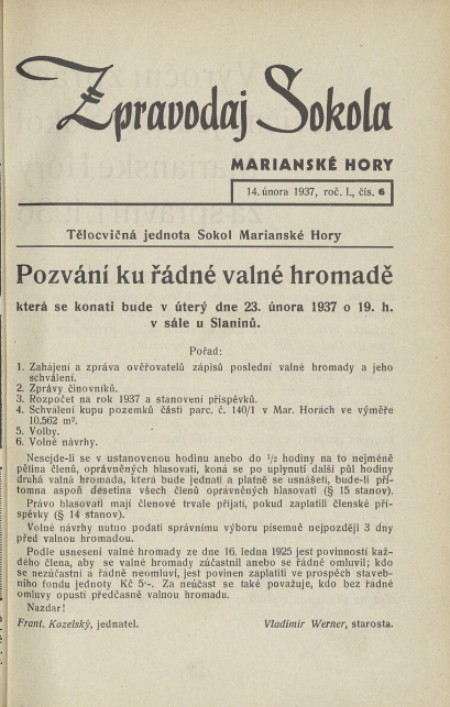 Zpravodaj Sokola
MARIANSKÉ HORY
14. února 1937, roč. I., čís. 6
Tělocvičná jednota Sokol Marianské Hory
Pozvání ku řádné valné hromadě
která se konati bude v úterý dne 23. února 1937 o 19. h.
v sále u Slaninů.
Pořad:
1. Zahájení a zpráva ověřovatelů zápisů poslední valné hromady a jeho
schválení.
2. Zprávy činovníků.
3. Rozpočet na rok 1937 a stanovení příspěvků.
4. Schválení kupu pozemků části parc. č. 140/1 v Mar. Horách ve výměře
10.562 m².
5. Volby.
6. Volné návrhy.
Nesejde-li se v ustanovenou hodinu anebo do ½ hodiny na to nejméně
pětina členů, oprávněných hlasovati, koná se po uplynutí další půl hodiny
druhá valná hromada, která bude jednati a platně se usnášeti, bude-li pří-
tomna aspoň desetina všech členů oprávněných hlasovati (§ 15 stanov).
Právo hlasovati mají členové trvale přijatí, pokud zaplatili členské pří-
spěvky (§ 14 stanov).
Volné návrhy nutno podati správnímu výboru písemně nejpozději 3 dny
před valnou hromadou.
Podle usnesení valné hromady ze dne 16. ledna 1925 jest povinností kaž-
dého člena, aby se valné hromady zúčastnil anebo se řádně omluvil; kdo
se nezúčastní a řádně neomluví, jest povinen zaplatiti ve prospěch staveb-
ního fondu jednoty Kč 5·-. Za neúčast se také považuje, kdo bez řádné
omluvy opustí předčasně valnou hromadu.
Nazdar!
Frant. Kozelský, jednatel. Vladimír Werner, starosta.